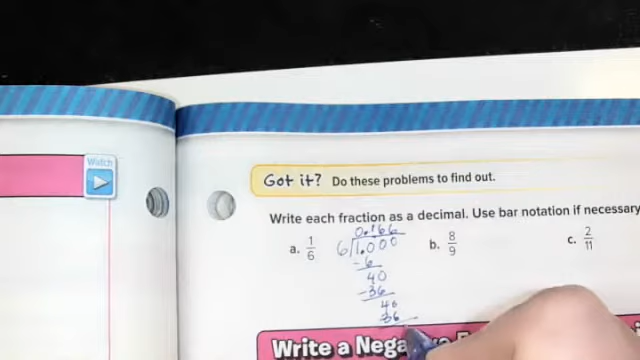 Watch
Got it? Do these problems to find out.
Write each fraction as a decimal. Use bar notation if necessary
a. 1/6
0.166
6 1.000
-6
40
-36
40
36
b. 8/9
c. 2/11
Write a Nega